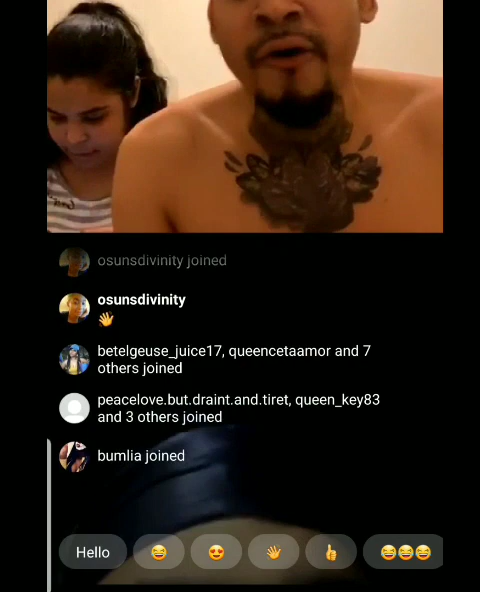 osunsdivinity joined
osunsdivinity
👋
betelgeuse_juice17, queencetaamor and 7
others joined
peacelove.but.draint.and.tiret, queen_key83
and 3 others joined
bumlia joined
Hello 😂 😍 👋 👍 😂😂😂